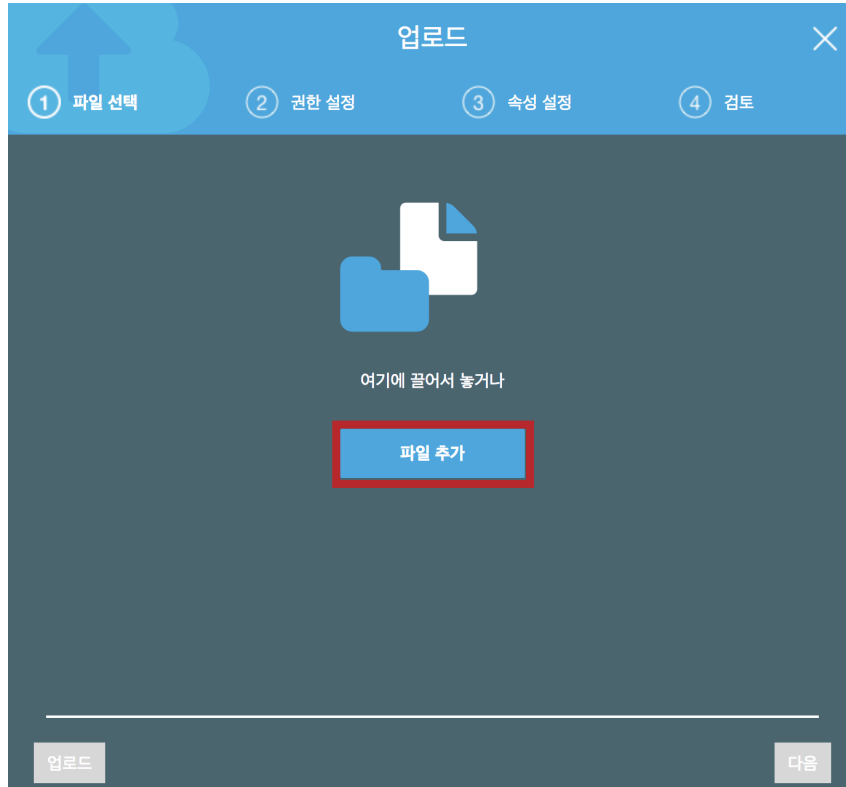 업로드
1 파일 선택
2 권한 설정
3 속성 설정
4 검토
여기에 끌어서 놓거나
파일 추가
업로드
다음